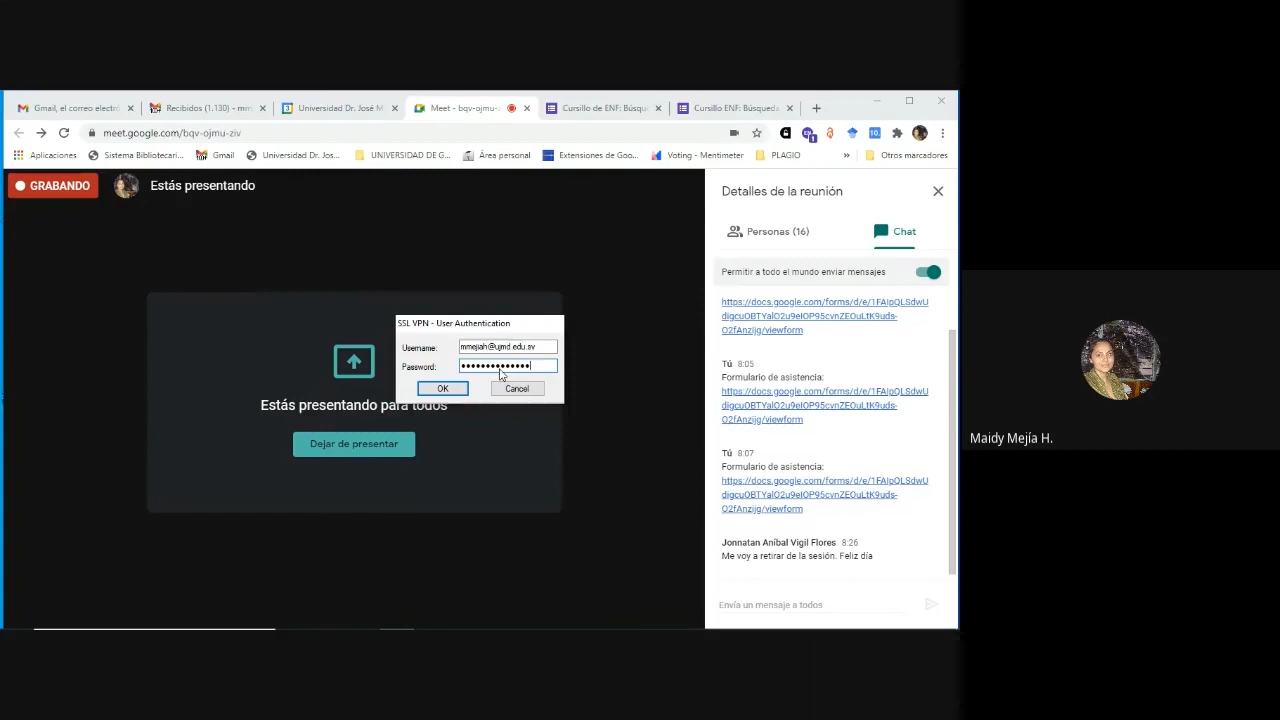 Gmail, el correo electró
Recibidos (1.130) - mm
Universidad Dr. José M
Meet - bqv-ojmu-z
Cursillo de ENF: Búsqu
Cursillo ENF: Búsqueda
meet.google.com/bqv-ojmu-ziv
Aplicaciones
Sistema Bibliotecari...
Gmail
Universidad Dr. Jos...
UNIVERSIDAD DE G...
Área personal
Extensiones de Goo...
Voting - Mentimeter
PLAGIO
»
Otros marcadores
GRABANDO
Estás presentando
SSL VPN - User Authentication
Username:
mmejiah@ujmd.edu.sv
Password:
OK
Cancel
Estás presentando para todos
Dejar de presentar
Detalles de la reunión
Personas (16)
Chat
Permitir a todo el mundo enviar mensajes
https://docs.google.com/forms/d/e/1FAIpQLSdwU
digcuOBTYalO2u9eIOP95cvnZEOuLtK9uds-
O2fAnzijg/viewform
Tú 8:05
Formulario de asistencia:
https://docs.google.com/forms/d/e/1FAIpQLSdwU
digcuOBTYalO2u9eIOP95cvnZEOuLtK9uds-
O2fAnzijg/viewform
Tú 8:07
Formulario de asistencia:
https://docs.google.com/forms/d/e/1FAIpQLSdwU
digcuOBTYalO2u9eIOP95cvnZEOuLtK9uds-
O2fAnzijg/viewform
Jonnatan Aníbal Vigil Flores 8:26
Me voy a retirar de la sesión. Feliz día
Envía un mensaje a todos
Maidy Mejía H.